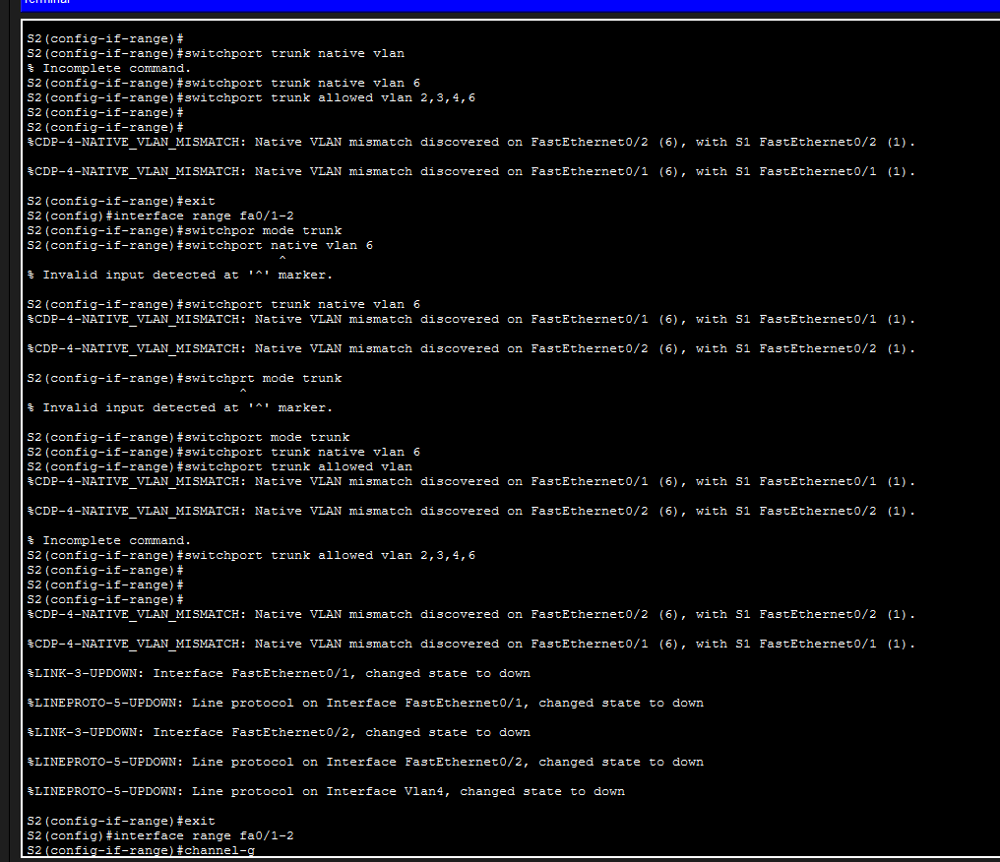 Terminal
S2(config-if-range)#
S2(config-if-range)#switchport trunk native vlan
% Incomplete command.
S2(config-if-range)#switchport trunk native vlan 6
S2(config-if-range)#switchport trunk allowed vlan 2,3,4,6
S2(config-if-range)#
S2(config-if-range)#
%CDP-4-NATIVE_VLAN_MISMATCH: Native VLAN mismatch discovered on FastEthernet0/2 (6), with S1 FastEthernet0/2 (1).
%CDP-4-NATIVE_VLAN_MISMATCH: Native VLAN mismatch discovered on FastEthernet0/1 (6), with S1 FastEthernet0/1 (1).
S2(config-if-range)#exit
S2(config)#interface range fa0/1-2
S2(config-if-range)#switchpor mode trunk
S2(config-if-range)#switchport native vlan 6
^
% Invalid input detected at '^' marker.
S2(config-if-range)#switchport trunk native vlan 6
%CDP-4-NATIVE_VLAN_MISMATCH: Native VLAN mismatch discovered on FastEthernet0/1 (6), with S1 FastEthernet0/1 (1).
%CDP-4-NATIVE_VLAN_MISMATCH: Native VLAN mismatch discovered on FastEthernet0/2 (6), with S1 FastEthernet0/2 (1).
S2(config-if-range)#switchprt mode trunk
^
% Invalid input detected at '^' marker.
S2(config-if-range)#switchport mode trunk
S2(config-if-range)#switchport trunk native vlan 6
S2(config-if-range)#switchport trunk allowed vlan
%CDP-4-NATIVE_VLAN_MISMATCH: Native VLAN mismatch discovered on FastEthernet0/1 (6), with S1 FastEthernet0/1 (1).
%CDP-4-NATIVE_VLAN_MISMATCH: Native VLAN mismatch discovered on FastEthernet0/2 (6), with S1 FastEthernet0/2 (1).
% Incomplete command.
S2(config-if-range)#switchport trunk allowed vlan 2,3,4,6
S2(config-if-range)#
S2(config-if-range)#
S2(config-if-range)#
%CDP-4-NATIVE_VLAN_MISMATCH: Native VLAN mismatch discovered on FastEthernet0/2 (6), with S1 FastEthernet0/2 (1).
%CDP-4-NATIVE_VLAN_MISMATCH: Native VLAN mismatch discovered on FastEthernet0/1 (6), with S1 FastEthernet0/1 (1).
%LINK-3-UPDOWN: Interface FastEthernet0/1, changed state to down
%LINEPROTO-5-UPDOWN: Line protocol on Interface FastEthernet0/1, changed state to down
%LINK-3-UPDOWN: Interface FastEthernet0/2, changed state to down
%LINEPROTO-5-UPDOWN: Line protocol on Interface FastEthernet0/2, changed state to down
%LINEPROTO-5-UPDOWN: Line protocol on Interface Vlan4, changed state to down
S2(config-if-range)#exit
S2(config)#interface range fa0/1-2
S2(config-if-range)#channel-g